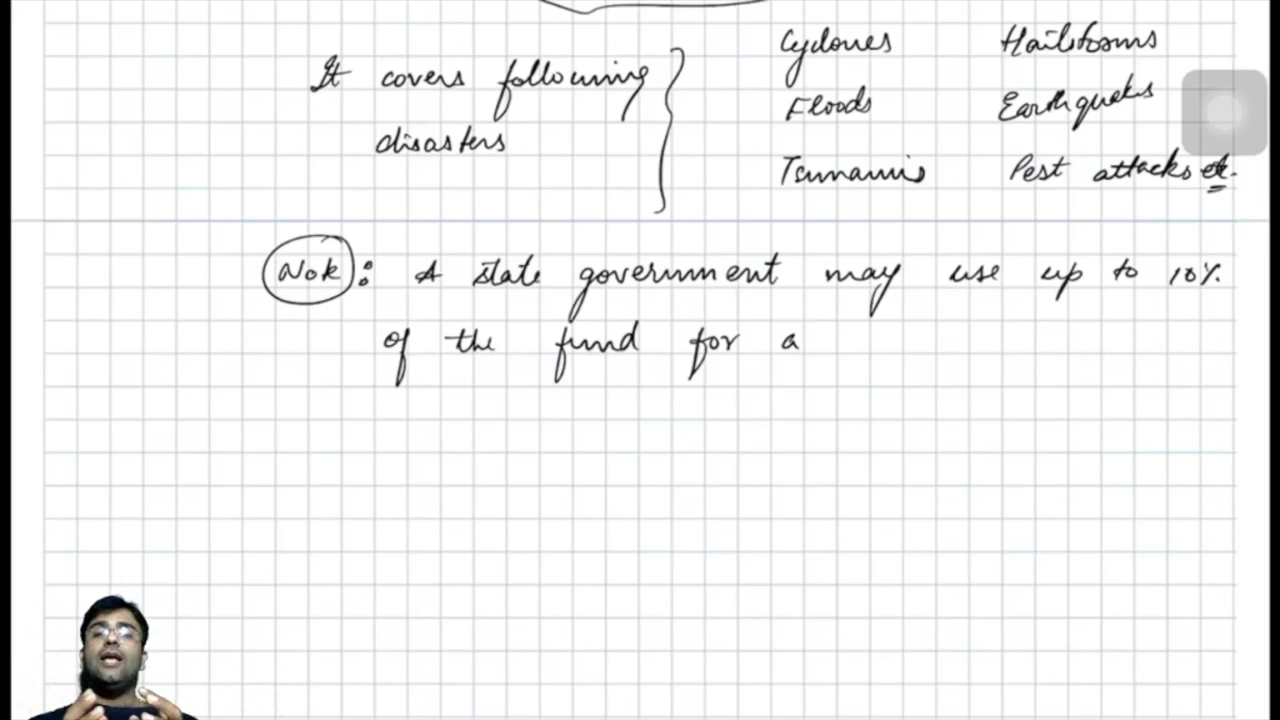 It covers following disasters
Cyclones Hailstorms
Floods Earthquakes
Tsunamis Pest attacks etc.
Note: A state government may use up to 10%
of the fund for a